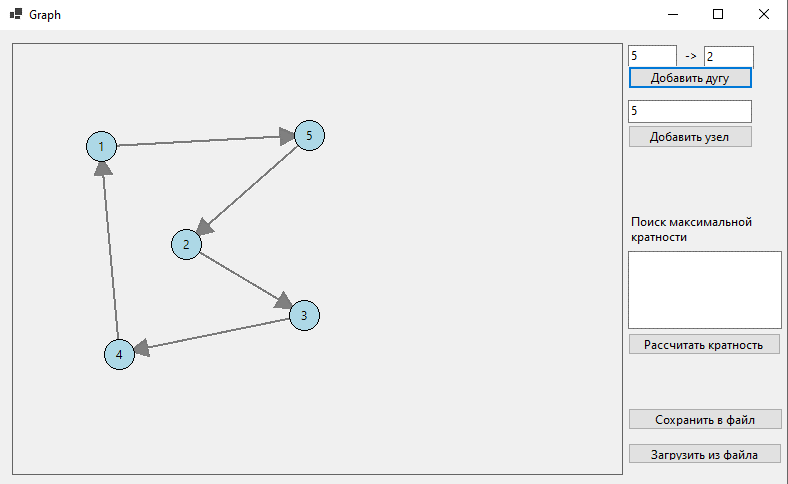 Graph
5 -> 2
Добавить дугу
5
Добавить узел
1
5
2
3
4
Поиск максимальной
кратности
Рассчитать кратность
Сохранить в файл
Загрузить из файла